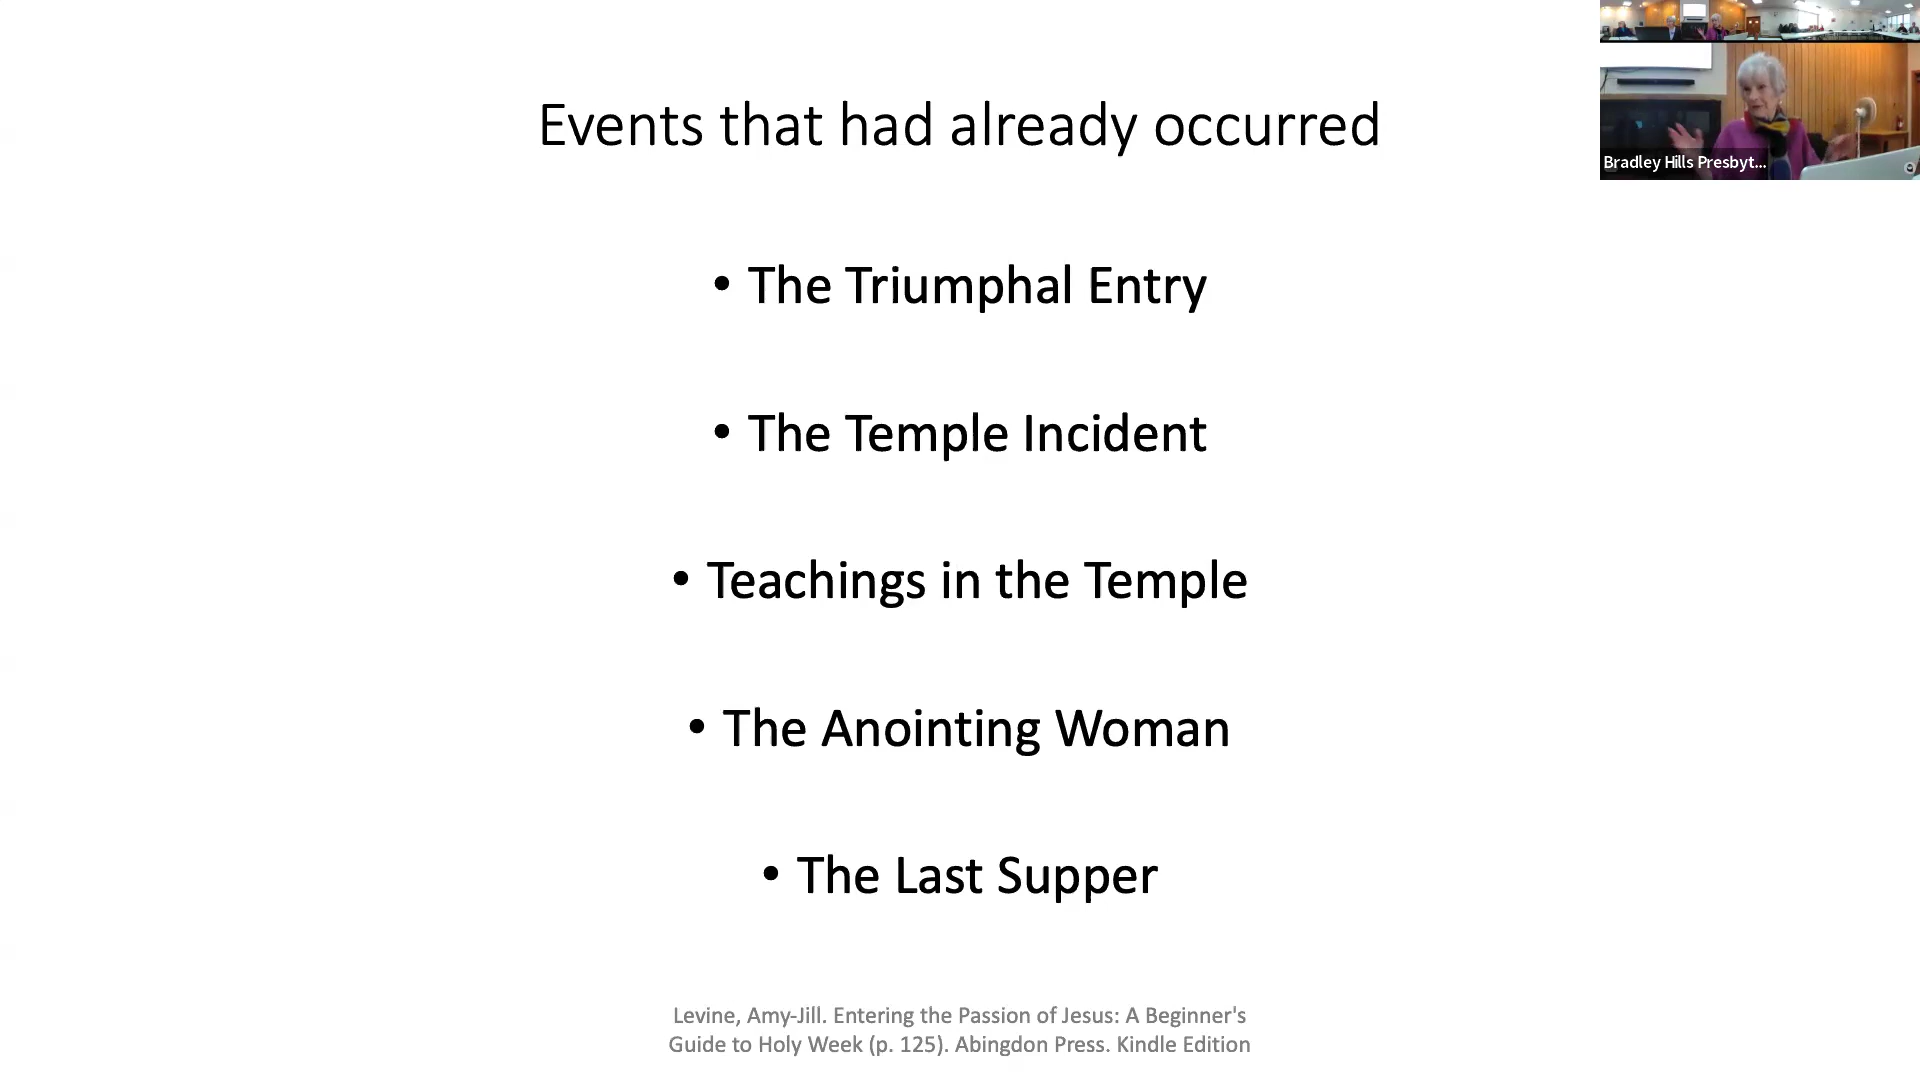 Events that had already occurred
Bradley Hills Presbyt...
• The Triumphal Entry
• The Temple Incident
• Teachings in the Temple
• The Anointing Woman
• The Last Supper
Levine, Amy-Jill. Entering the Passion of Jesus: A Beginner's
Guide to Holy Week (p. 125). Abingdon Press. Kindle Edition